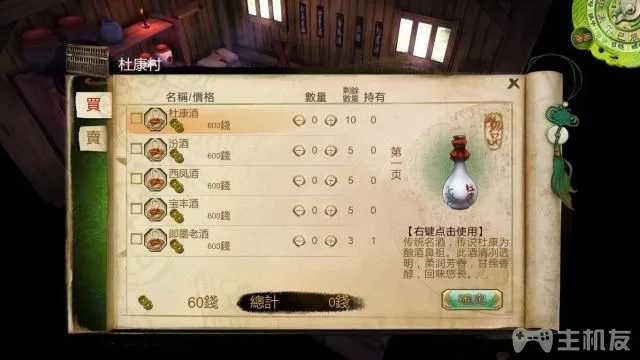 杜康村
買
賣
名稱/價格 數量 剩餘數量 持有
杜康酒 600錢 0 10 0
汾酒 600錢 0 5 0
西凤酒 600錢 0 5 0
宝丰酒 600錢 0 5 0
即墨老酒 600錢 0 3 1
第一页
物品
【右键点击使用】
传统名酒，传说杜康为
酿酒鼻祖。此酒清冽透
明，柔润芳香，甘绵香
醇，回味悠长。
60錢 總計 0錢
確定
主机友